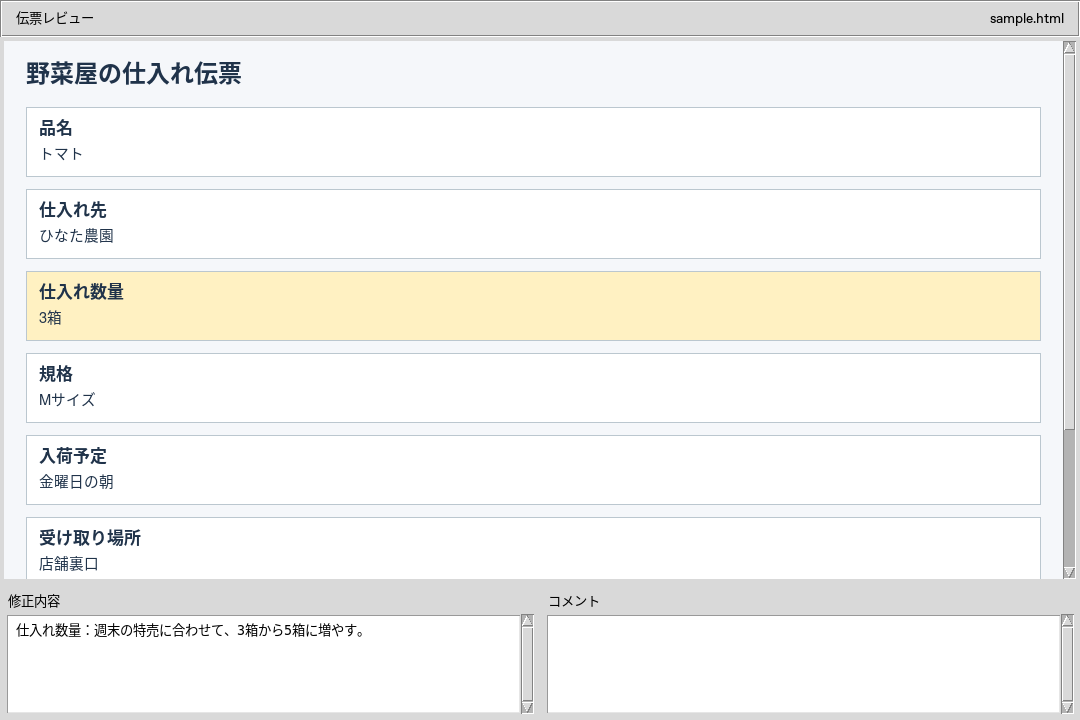 伝票レビュー
sample.html
野菜屋の仕入れ伝票
品名
トマト
仕入れ先
ひなた農園
仕入れ数量
3箱
規格
Mサイズ
入荷予定
金曜日の朝
受け取り場所
店舗裏口
修正内容
仕入れ数量：週末の特売に合わせて、3箱から5箱に増やす。
コメント